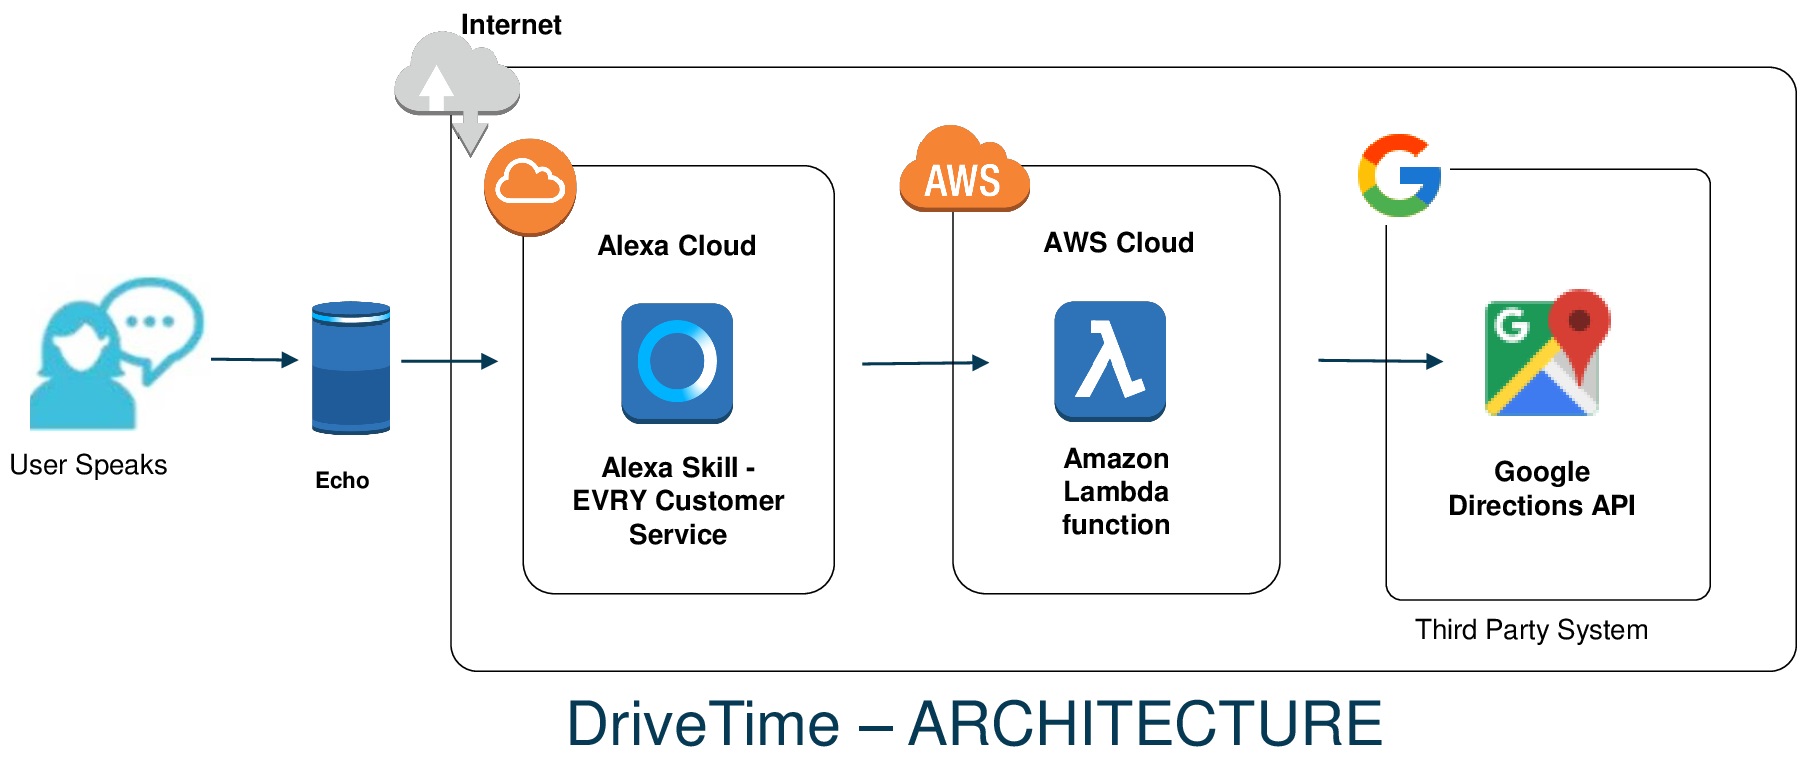 Internet
AWS
Alexa Cloud
AWS Cloud
G
User Speaks
Echo
Alexa Skill -
EVRY Customer
Service
Amazon
Lambda
function
Google
Directions API
Third Party System
DriveTime – ARCHITECTURE